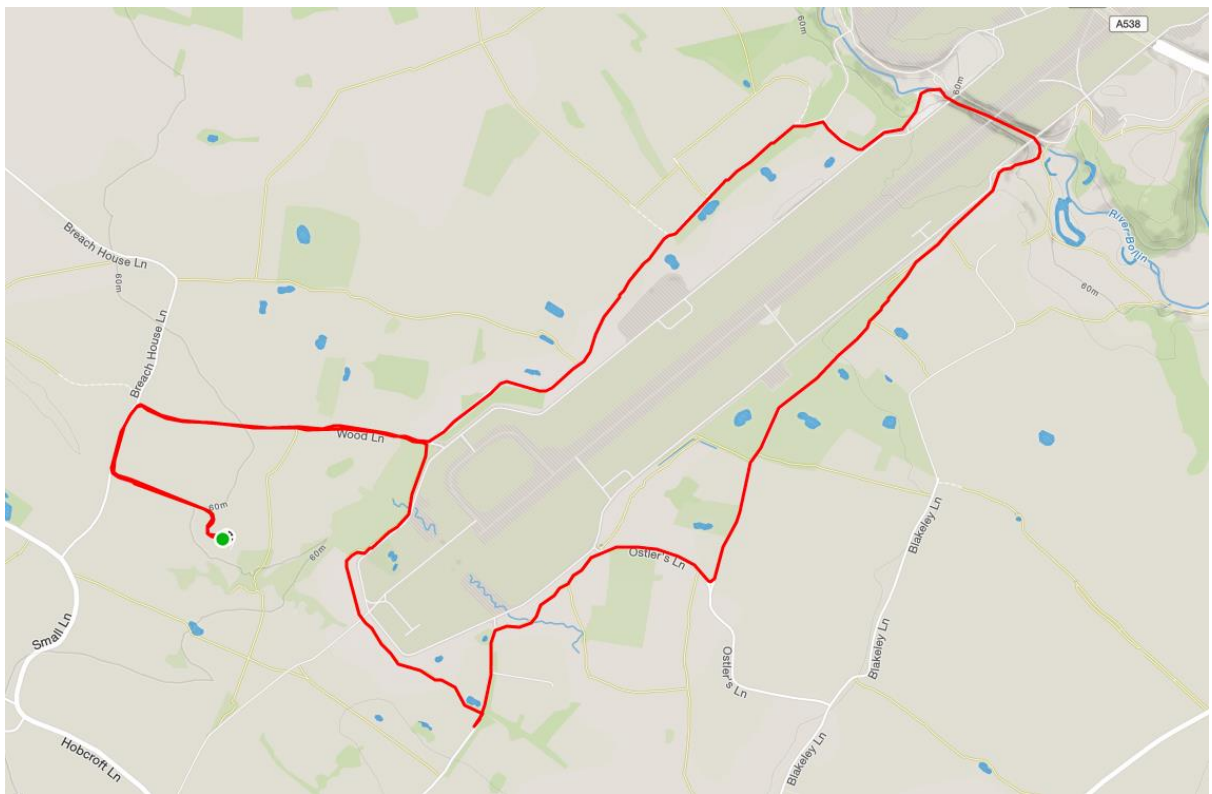 A538
60m
60m
River Bollin
60m
Breach House Ln
60m
Breach House Ln
Wood Ln
60m
60m
Ostler's Ln
Blakeley Ln
Small Ln
Ostler's Ln
Blakeley Ln
Hobcroft Ln
Blakeley Ln